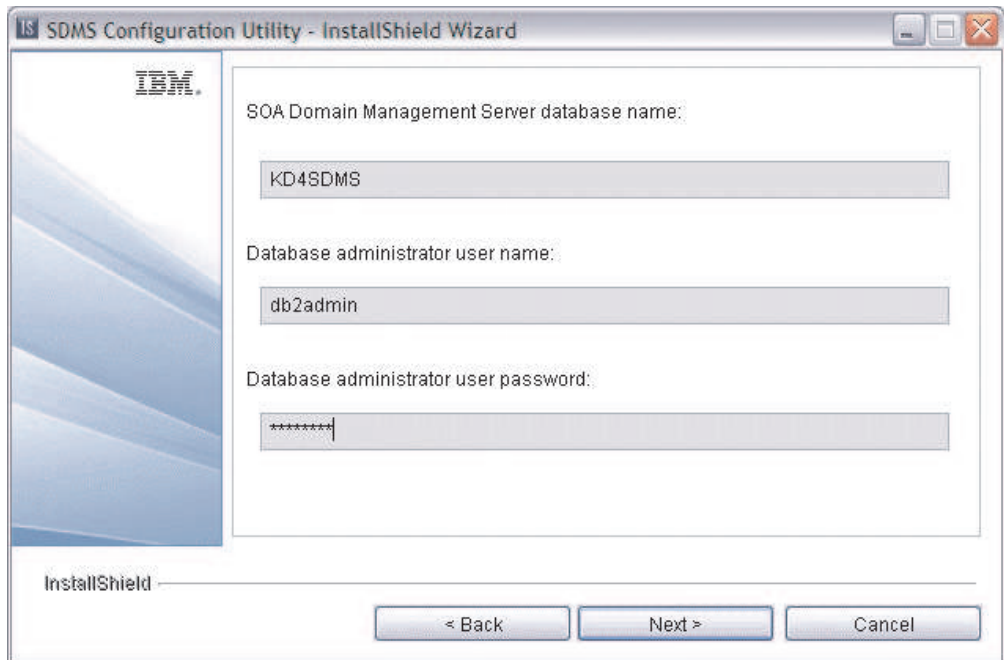 IS SDMS Configuration Utility - InstallShield Wizard
IBM.
SOA Domain Management Server database name:
KD4SDMS
Database administrator user name:
db2admin
Database administrator user password:
********
InstallShield
< Back Next > Cancel